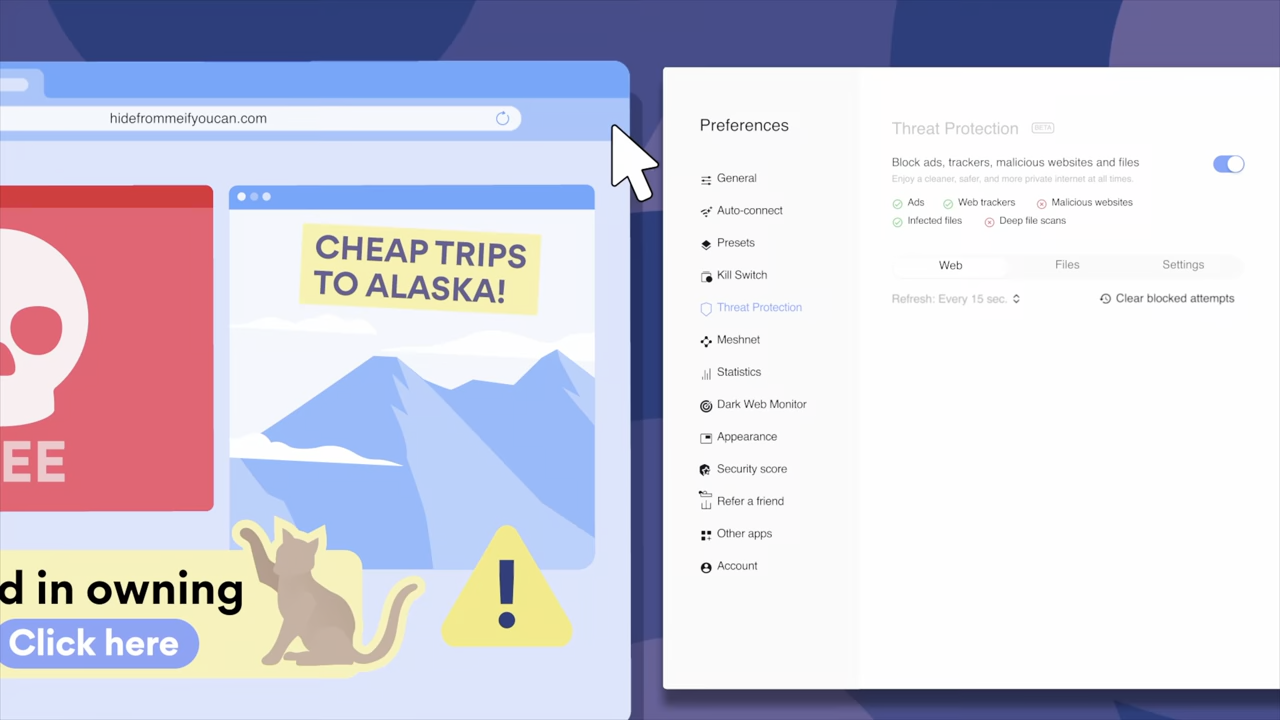 hidefrommeifyoucan.com
CHEAP TRIPS
TO ALASKA!
EE
d in owning
Click here
Preferences
General
Auto-connect
Presets
Kill Switch
Threat Protection
Meshnet
Statistics
Dark Web Monitor
Appearance
Security score
Refer a friend
Other apps
Account
Threat Protection BETA
Block ads, trackers, malicious websites and files
Enjoy a cleaner, safer, and more private internet at all times.
Ads Web trackers Malicious websites
Infected files Deep file scans
Web Files Settings
Refresh: Every 15 sec. Clear blocked attempts